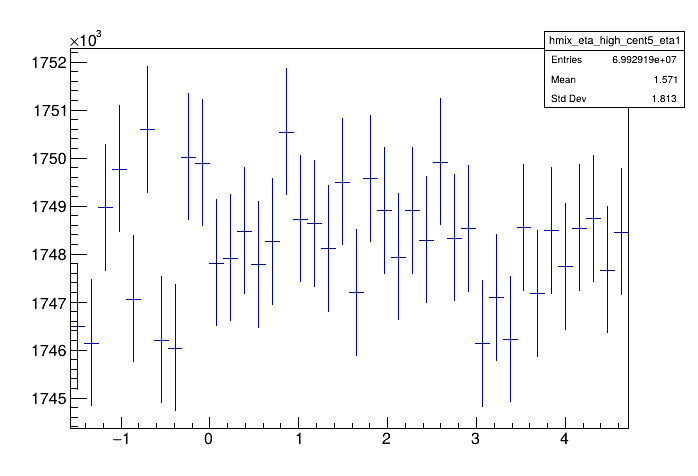 ×10³
hmix_eta_high_cent5_eta1
Entries 6.992919e+07
Mean 1.571
Std Dev 1.813
1752
1751
1750
1749
1748
1747
1746
1745
−1 0 1 2 3 4